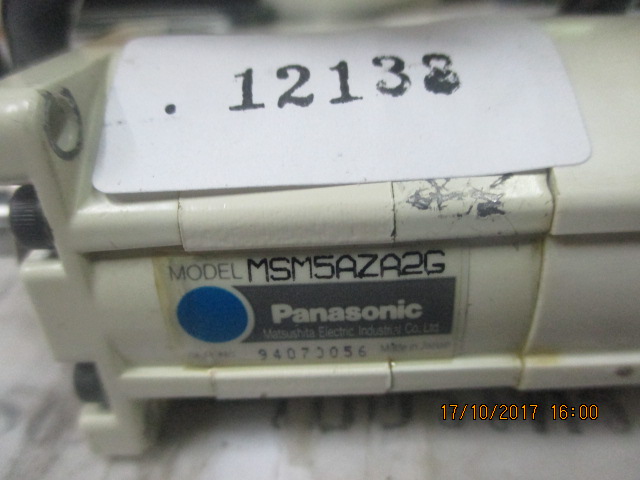 . 12138
MODEL MSM5AZA2G
Panasonic
Matsushita Electric Industrial Co. Ltd.
94070056 Made in Japan
17/10/2017 16:00